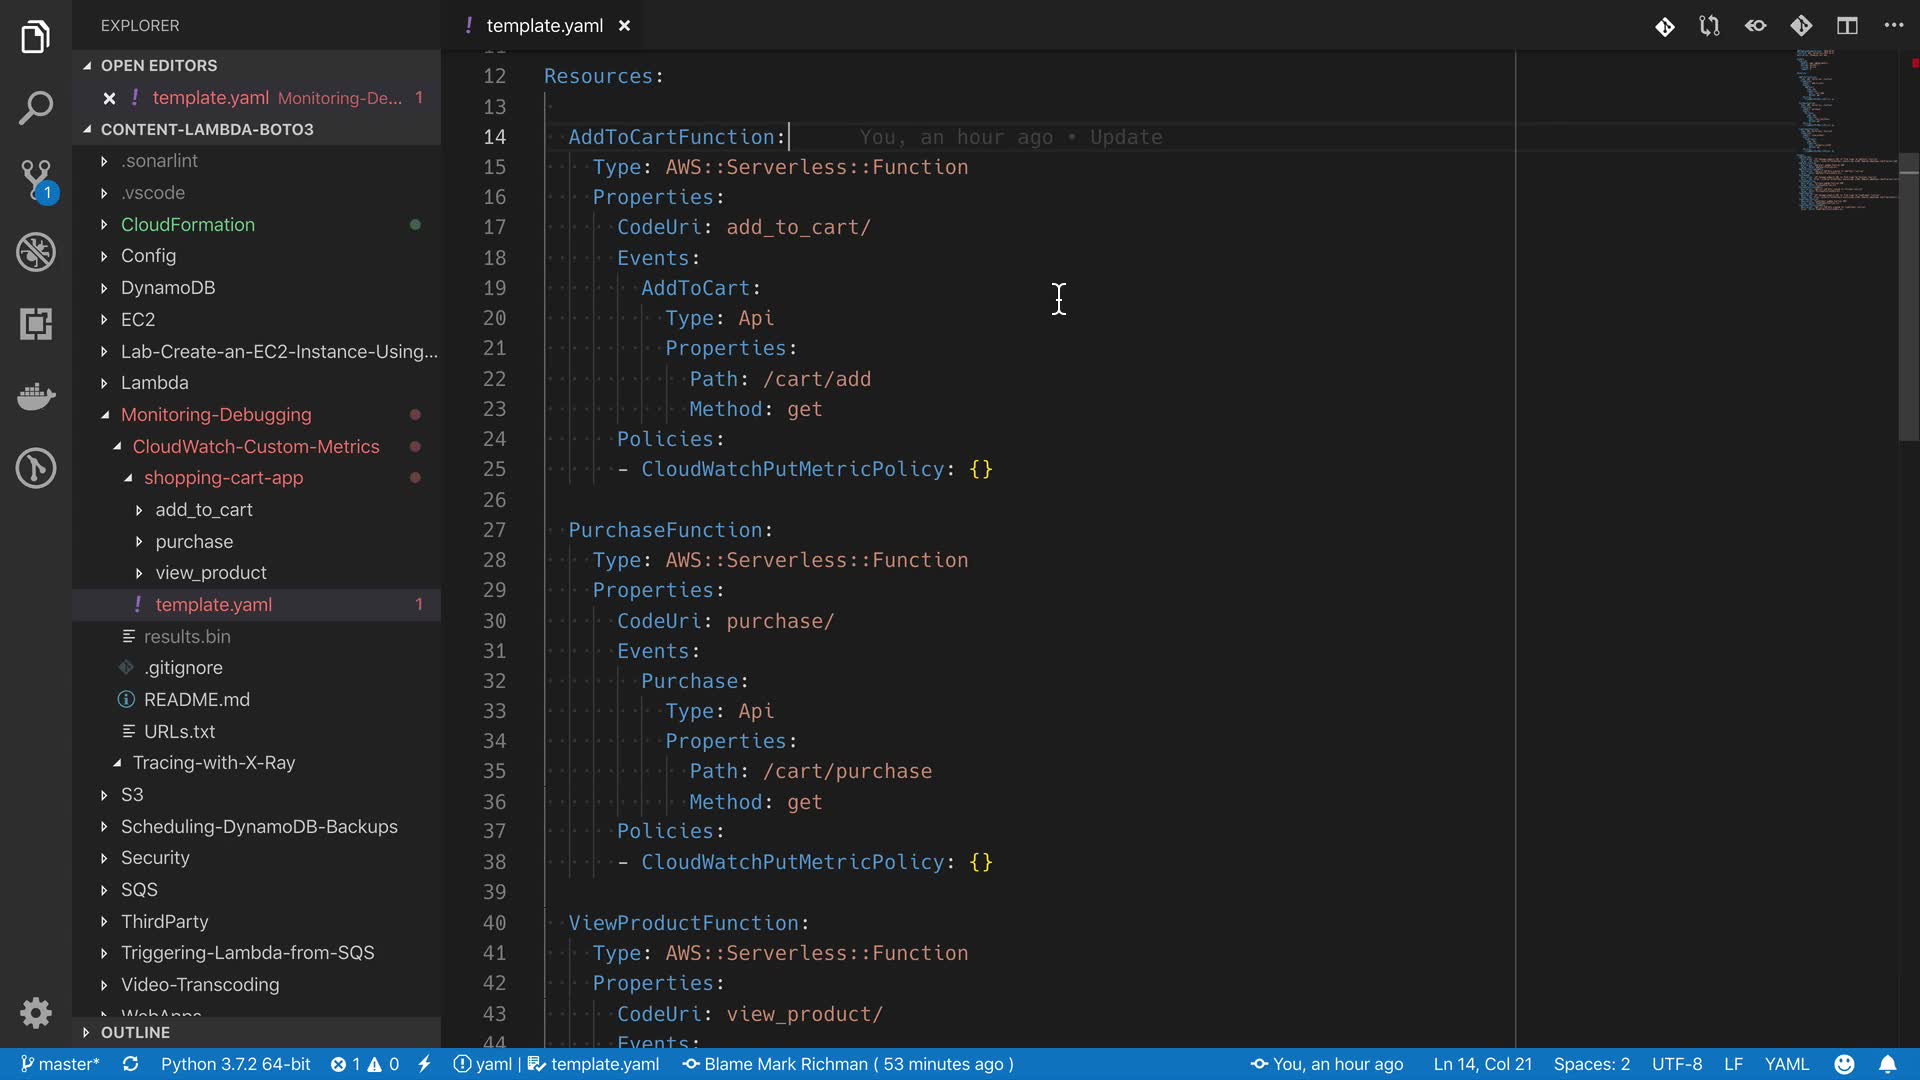 EXPLORER
OPEN EDITORS
template.yaml Monitoring-De... 1
CONTENT-LAMBDA-BOTO3
.sonarlint
.vscode
CloudFormation
Config
DynamoDB
EC2
Lab-Create-an-EC2-Instance-Using...
Lambda
Monitoring-Debugging
CloudWatch-Custom-Metrics
shopping-cart-app
add_to_cart
purchase
view_product
! template.yaml 1
results.bin
.gitignore
README.md
URLs.txt
Tracing-with-X-Ray
S3
Scheduling-DynamoDB-Backups
Security
SQS
ThirdParty
Triggering-Lambda-from-SQS
Video-Transcoding
WebApps
OUTLINE
1
! template.yaml
11
12 Resources:
13
14 AddToCartFunction: You, an hour ago • Update
15 Type: AWS::Serverless::Function
16 Properties:
17 CodeUri: add_to_cart/
18 Events:
19 AddToCart:
20 Type: Api
21 Properties:
22 Path: /cart/add
23 Method: get
24 Policies:
25 - CloudWatchPutMetricPolicy: {}
26
27 PurchaseFunction:
28 Type: AWS::Serverless::Function
29 Properties:
30 CodeUri: purchase/
31 Events:
32 Purchase:
33 Type: Api
34 Properties:
35 Path: /cart/purchase
36 Method: get
37 Policies:
38 - CloudWatchPutMetricPolicy: {}
39
40 ViewProductFunction:
41 Type: AWS::Serverless::Function
42 Properties:
43 CodeUri: view_product/
44 Events:
master* Python 3.7.2 64-bit 1 0 yaml | template.yaml Blame Mark Richman ( 53 minutes ago ) You, an hour ago Ln 14, Col 21 Spaces: 2 UTF-8 LF YAML